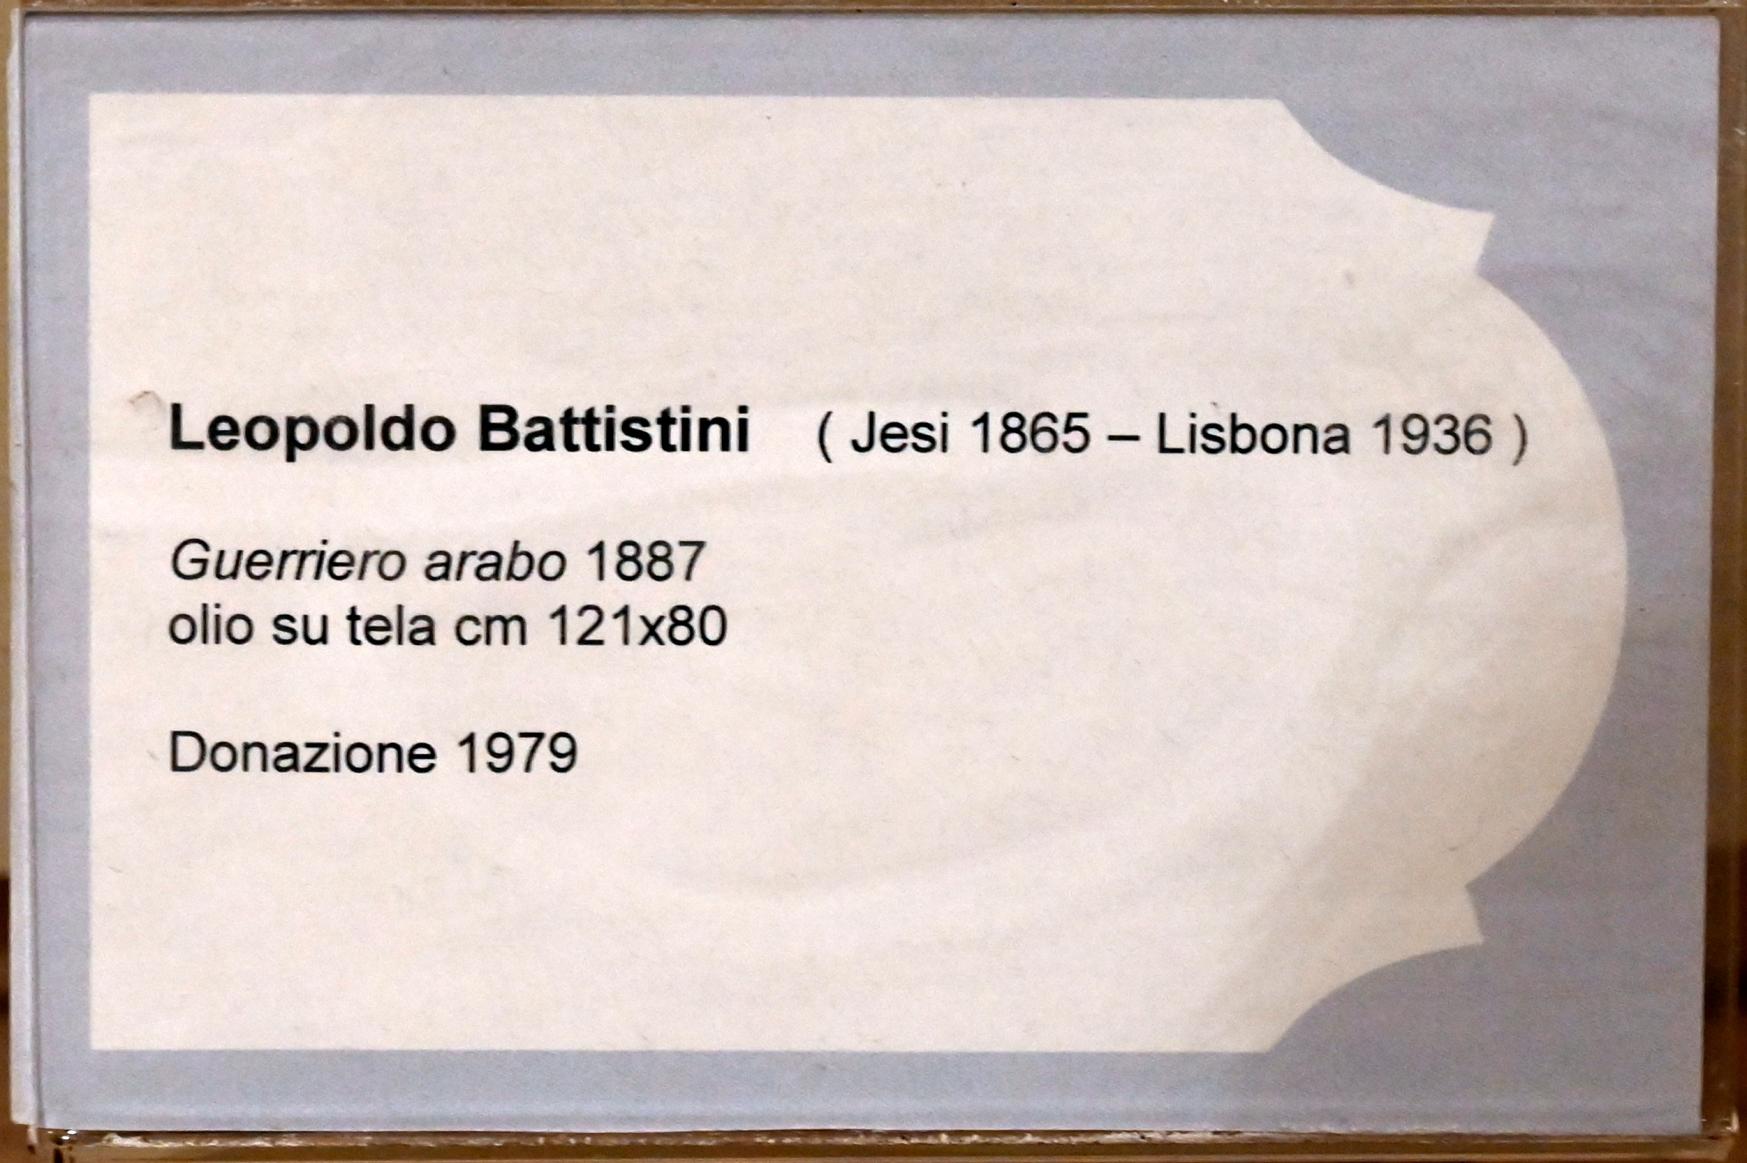 Leopoldo Battistini ( Jesi 1865 – Lisbona 1936 )
Guerriero arabo 1887
olio su tela cm 121x80
Donazione 1979